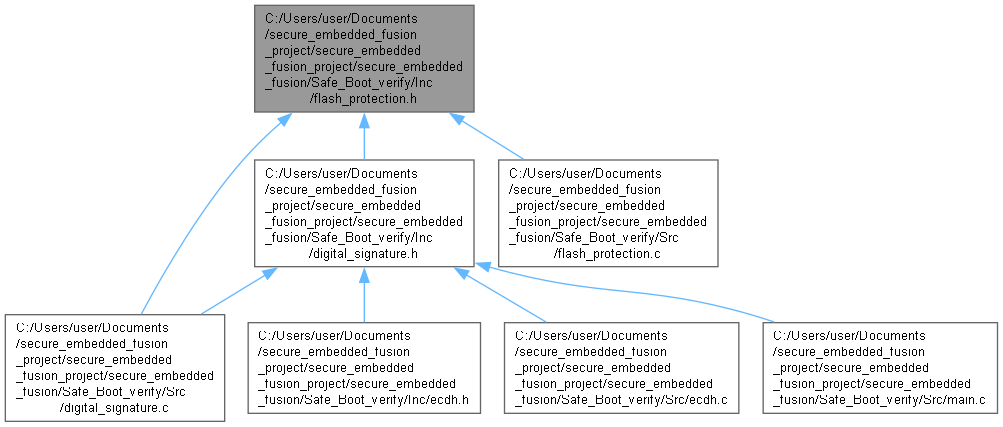 C:/Users/user/Documents
/secure_embedded_fusion
_project/secure_embedded
_fusion_project/secure_embedded
_fusion/Safe_Boot_verify/Inc
/flash_protection.h
C:/Users/user/Documents
/secure_embedded_fusion
_project/secure_embedded
_fusion_project/secure_embedded
_fusion/Safe_Boot_verify/Inc
/digital_signature.h
C:/Users/user/Documents
/secure_embedded_fusion
_project/secure_embedded
_fusion_project/secure_embedded
_fusion/Safe_Boot_verify/Src
/flash_protection.c
C:/Users/user/Documents
/secure_embedded_fusion
_project/secure_embedded
_fusion_project/secure_embedded
_fusion/Safe_Boot_verify/Src
/digital_signature.c
C:/Users/user/Documents
/secure_embedded_fusion
_project/secure_embedded
_fusion_project/secure_embedded
_fusion/Safe_Boot_verify/Inc/ecdh.h
C:/Users/user/Documents
/secure_embedded_fusion
_project/secure_embedded
_fusion_project/secure_embedded
_fusion/Safe_Boot_verify/Src/ecdh.c
C:/Users/user/Documents
/secure_embedded_fusion
_project/secure_embedded
_fusion_project/secure_embedded
_fusion/Safe_Boot_verify/Src/main.c